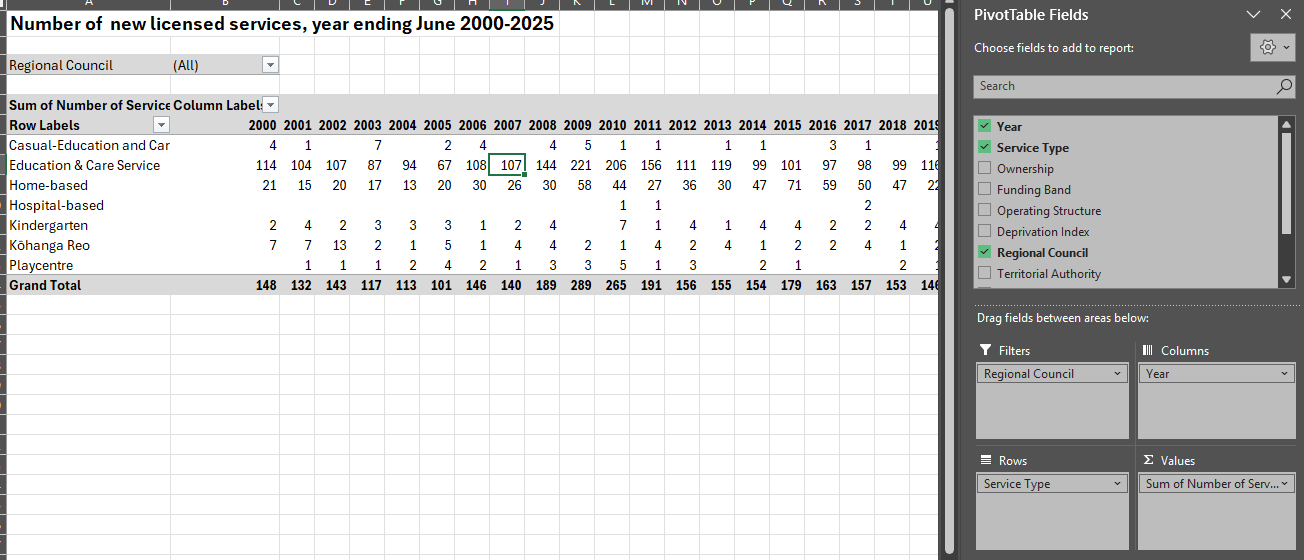 A B C D E F G H I J K L M N O P Q R S T U
Number of new licensed services, year ending June 2000-2025
Regional Council (All)
Sum of Number of Service Column Labels
Row Labels 2000 2001 2002 2003 2004 2005 2006 2007 2008 2009 2010 2011 2012 2013 2014 2015 2016 2017 2018 2019
Casual-Education and Car 4 1 7 2 4 4 5 1 1 1 1 3 1
Education & Care Service 114 104 107 87 94 67 108 107 144 221 206 156 111 119 99 101 97 98 99 116
Home-based 21 15 20 17 13 20 30 26 30 58 44 27 36 30 47 71 59 50 47 22
Hospital-based 1 1 2
Kindergarten 2 4 2 3 3 3 1 2 4 7 1 4 1 4 4 2 2 4
Kōhanga Reo 7 7 13 2 1 5 1 4 4 2 1 4 2 4 1 2 2 4 1
Playcentre 1 1 1 2 4 2 1 3 3 5 1 3 2 1 2
Grand Total 148 132 143 117 113 101 146 140 189 289 265 191 156 155 154 179 163 157 153 146
PivotTable Fields
Choose fields to add to report:
Search
Year
Service Type
Ownership
Funding Band
Operating Structure
Deprivation Index
Regional Council
Territorial Authority
Drag fields between areas below:
Filters
Regional Council
Columns
Year
Rows
Service Type
Σ Values
Sum of Number of Serv...